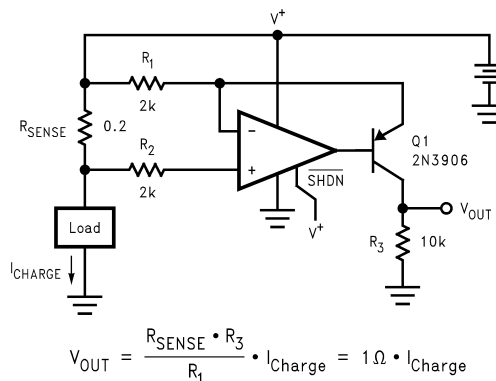 V+
R1
2k
RSENSE
0.2
R2
2k
-
+
SHDN
V+
Q1
2N3906
Load
ICHARGE
VOUT
R3
10k
VOUT = RSENSE • R3 / R1 • ICharge = 1Ω • ICharge